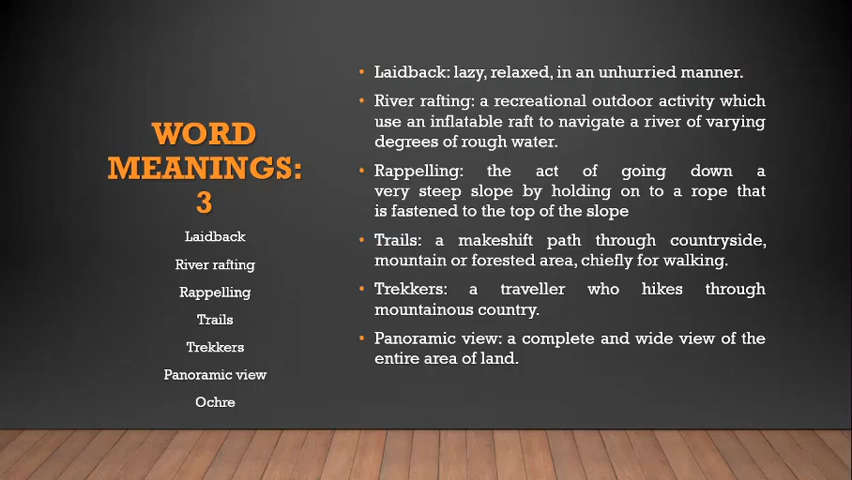 WORD
MEANINGS:
3
Laidback
River rafting
Rappelling
Trails
Trekkers
Panoramic view
Ochre
• Laidback: lazy, relaxed, in an unhurried manner.
• River rafting: a recreational outdoor activity which
use an inflatable raft to navigate a river of varying
degrees of rough water.
• Rappelling: the act of going down a
very steep slope by holding on to a rope that
is fastened to the top of the slope
• Trails: a makeshift path through countryside,
mountain or forested area, chiefly for walking.
• Trekkers: a traveller who hikes through
mountainous country.
• Panoramic view: a complete and wide view of the
entire area of land.